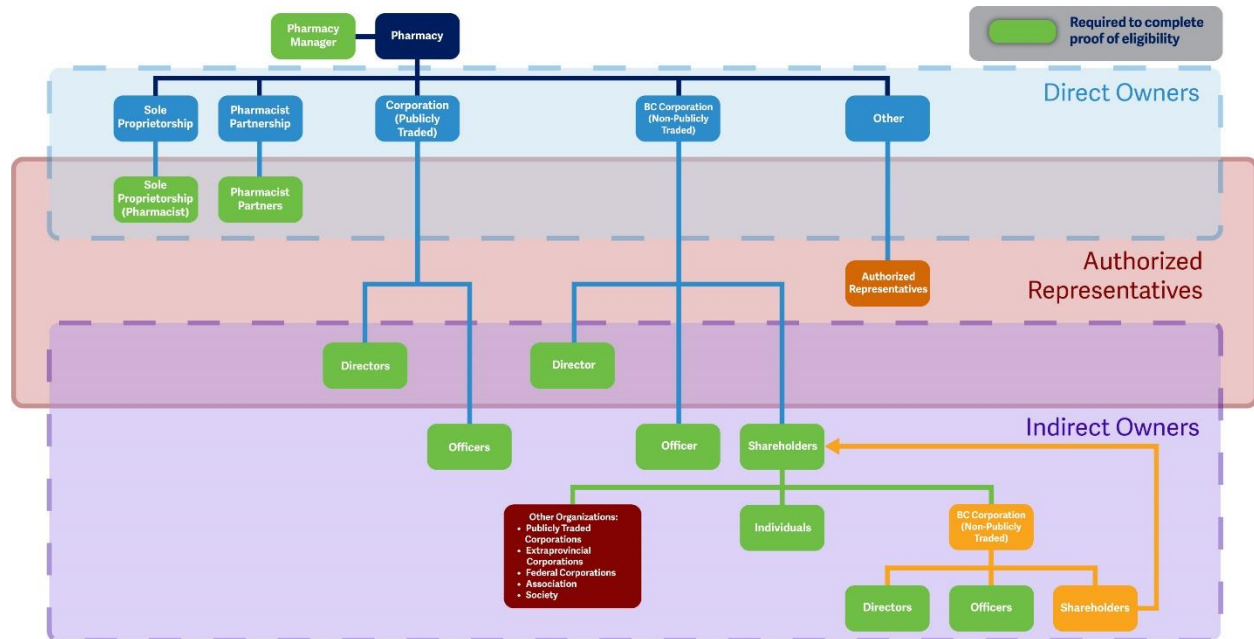 Pharmacy
Manager
Pharmacy
Required to complete
proof of eligibility
Direct Owners
Sole
Proprietorship
Pharmacist
Partnership
Corporation
(Publicly
Traded)
BC Corporation
(Non-Publicly
Traded)
Other
Sole
Proprietorship
(Pharmacist)
Pharmacist
Partners
Authorized
Representatives
Authorized
Representatives
Directors
Director
Indirect Owners
Officers
Officer
Shareholders
Other Organizations:
• Publicly Traded
Corporations
• Extraprovincial
Corporations
• Federal Corporations
• Association
• Society
Individuals
BC Corporation
(Non-Publicly
Traded)
Directors
Officers
Shareholders